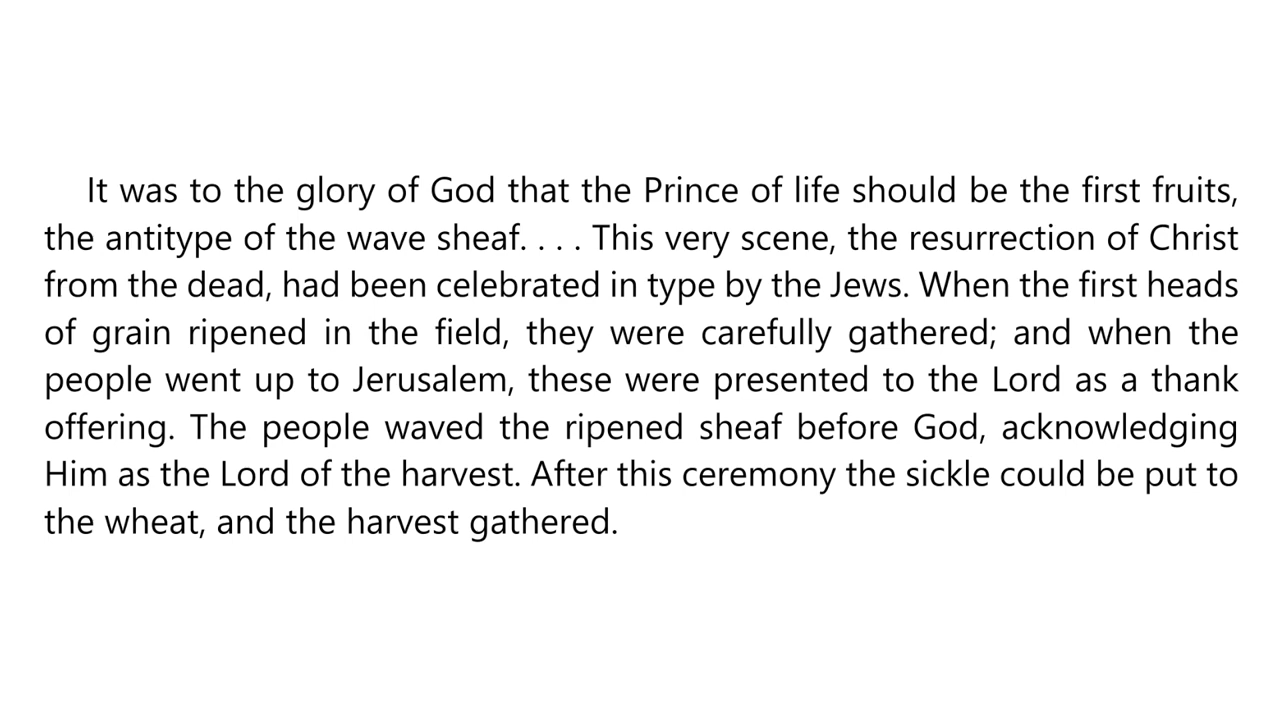 It was to the glory of God that the Prince of life should be the first fruits,
the antitype of the wave sheaf. . . . This very scene, the resurrection of Christ
from the dead, had been celebrated in type by the Jews. When the first heads
of grain ripened in the field, they were carefully gathered; and when the
people went up to Jerusalem, these were presented to the Lord as a thank
offering. The people waved the ripened sheaf before God, acknowledging
Him as the Lord of the harvest. After this ceremony the sickle could be put to
the wheat, and the harvest gathered.